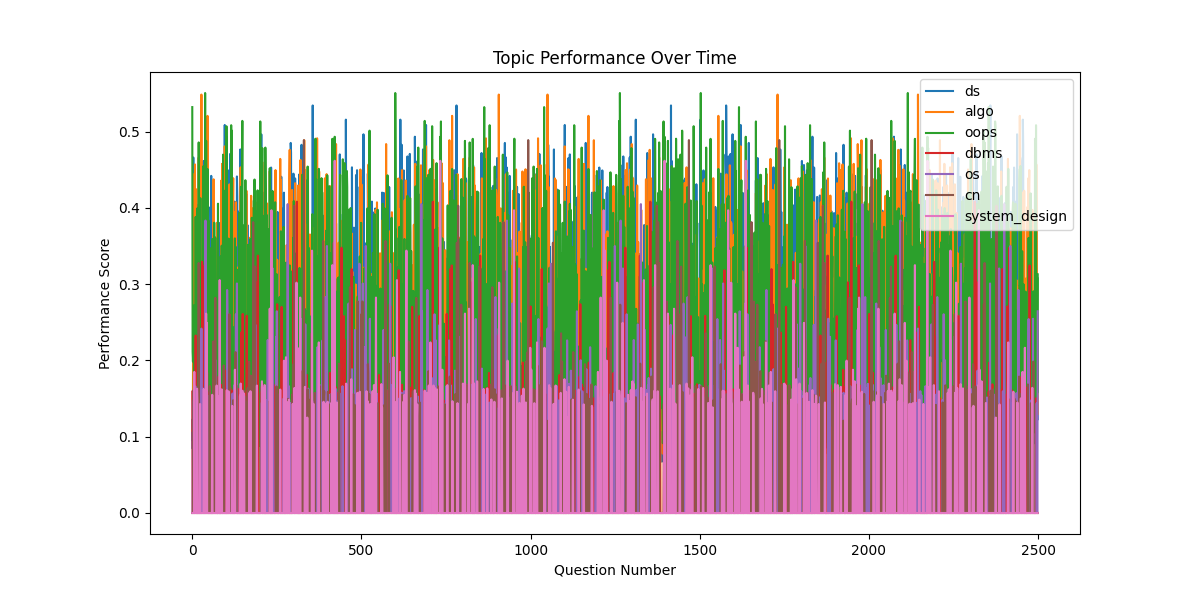 Topic Performance Over Time
ds
algo
oops
dbms
os
cn
system_design
0.5
0.4
0.3
0.2
0.1
0.0
Performance Score
0
500
1000
1500
2000
2500
Question Number